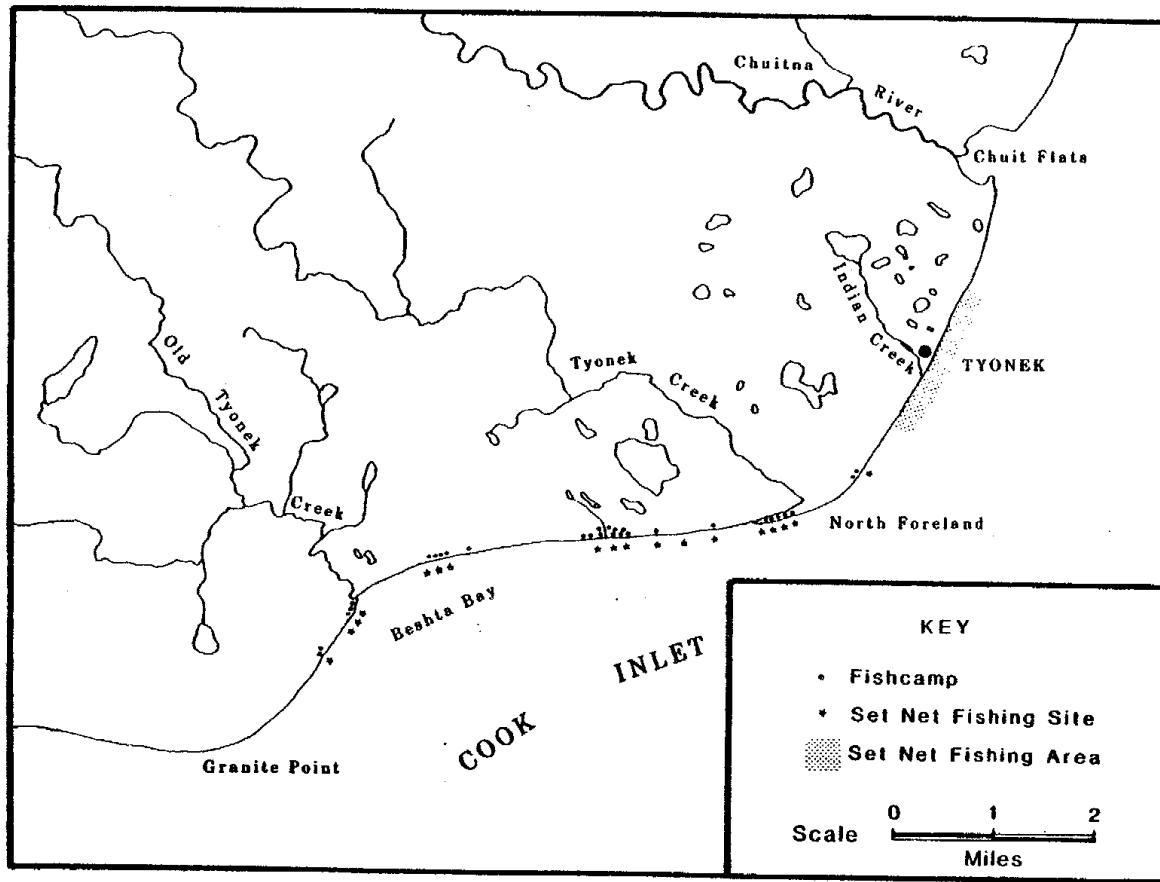 Chuitna
River
Chuit Flats
Indian
Creek
TYONEK
Old
Tyonek
Creek
Tyonek
Creek
North Foreland
Beshta Bay
Granite Point
COOK
INLET
KEY
Fishcamp
Set Net Fishing Site
Set Net Fishing Area
0 1 2
Scale
Miles